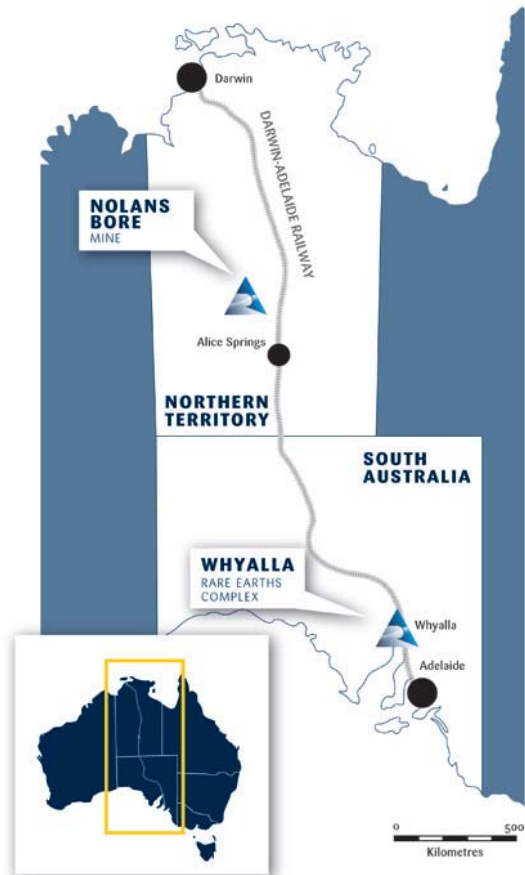 Darwin
DARWIN-ADELAIDE RAILWAY
NOLANS
BORE
MINE
Alice Springs
NORTHERN
TERRITORY
SOUTH
AUSTRALIA
WHYALLA
RARE EARTHS
COMPLEX
Whyalla
Adelaide
0 500
Kilometres